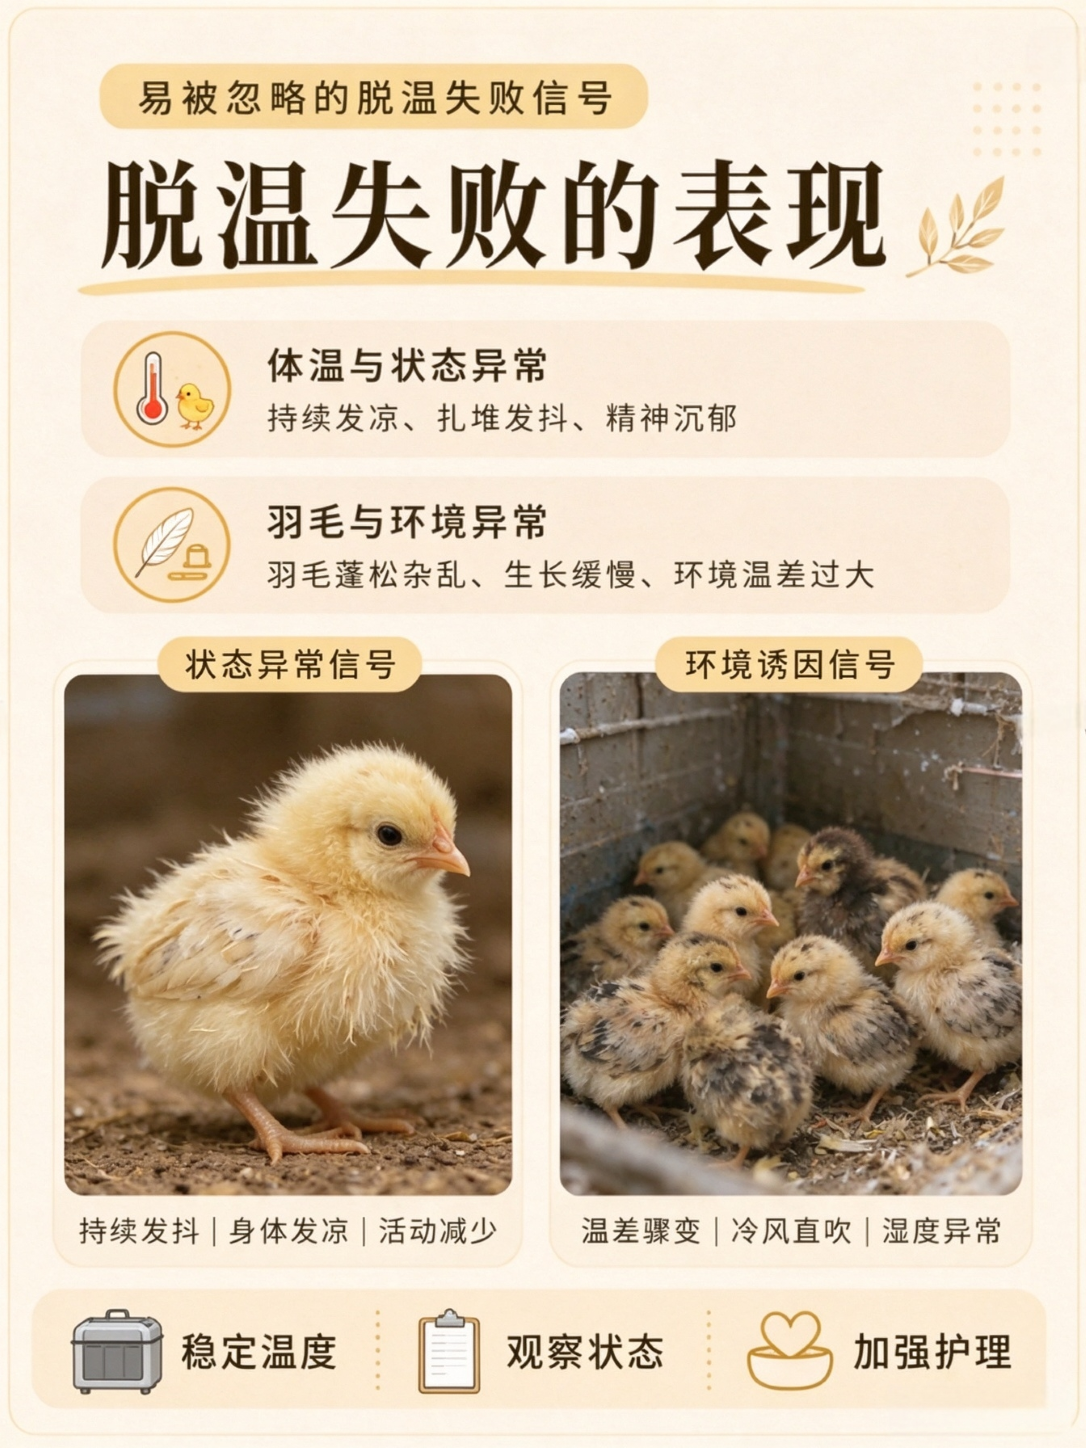 易被忽略的脱温失败信号
脱温失败的表现
体温与状态异常
持续发凉、扎堆发抖、精神沉郁
羽毛与环境异常
羽毛蓬松杂乱、生长缓慢、环境温差过大
状态异常信号
环境诱因信号
持续发抖|身体发凉|活动减少
温差骤变|冷风直吹|湿度异常
稳定温度
观察状态
加强护理